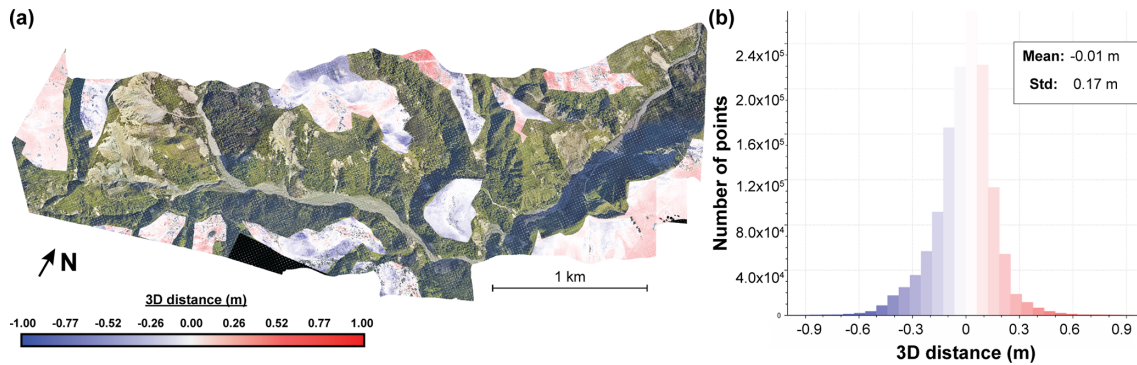 (a)
N
1 km
3D distance (m)
-1.00 -0.77 -0.52 -0.26 0.00 0.26 0.52 0.77 1.00
(b)
Number of points
2.4x10⁵
2.0x10⁵
1.6x10⁵
1.2x10⁵
8.0x10⁴
4.0x10⁴
0
Mean: -0.01 m
Std: 0.17 m
-0.9 -0.6 -0.3 0 0.3 0.6 0.9
3D distance (m)